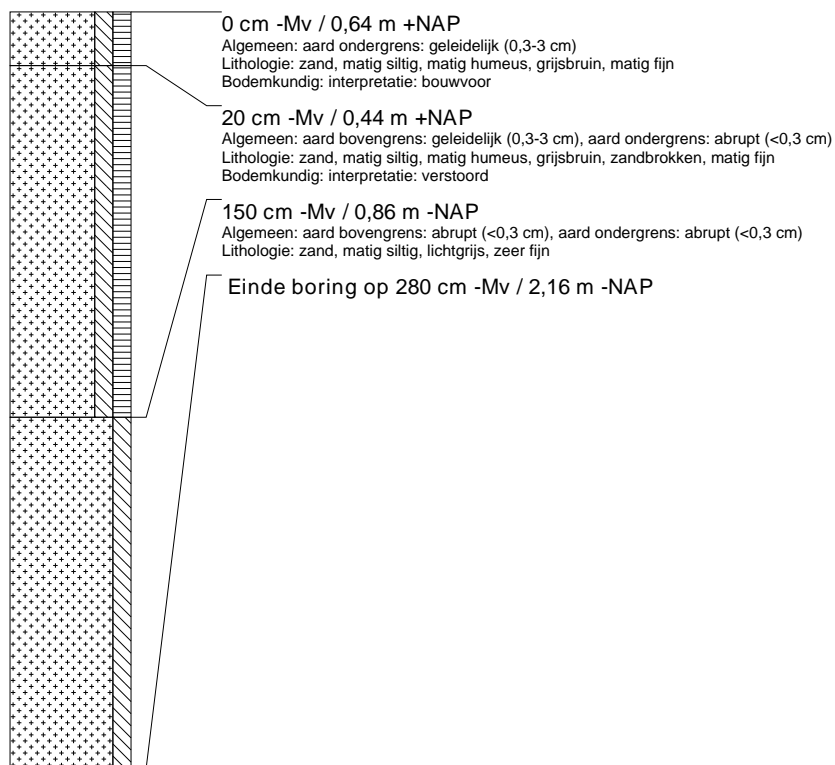 0 cm -Mv / 0,64 m +NAP
Algemeen: aard ondergrens: geleidelijk (0,3-3 cm)
Lithologie: zand, matig siltig, matig humeus, grijsbruin, matig fijn
Bodemkundig: interpretatie: bouwvoor
20 cm -Mv / 0,44 m +NAP
Algemeen: aard bovengrens: geleidelijk (0,3-3 cm), aard ondergrens: abrupt (<0,3 cm)
Lithologie: zand, matig siltig, matig humeus, grijsbruin, zandbrokken, matig fijn
Bodemkundig: interpretatie: verstoord
150 cm -Mv / 0,86 m -NAP
Algemeen: aard bovengrens: abrupt (<0,3 cm), aard ondergrens: abrupt (<0,3 cm)
Lithologie: zand, matig siltig, lichtgrijs, zeer fijn
Einde boring op 280 cm -Mv / 2,16 m -NAP